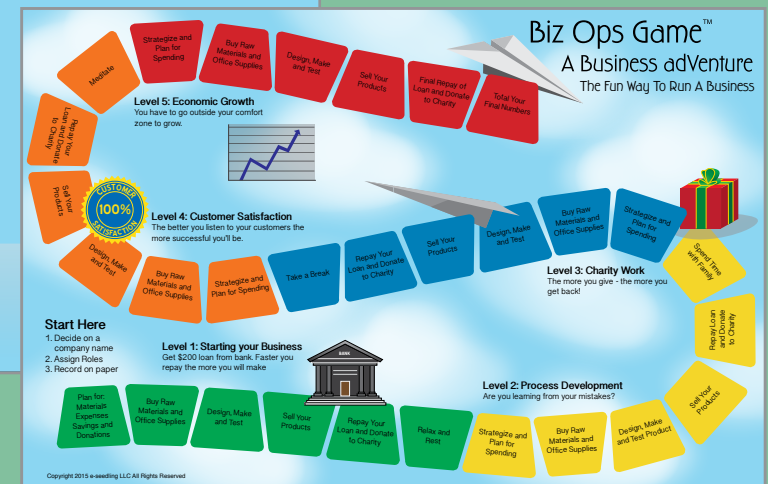 Biz Ops Game™
A Business adVenture
The Fun Way To Run A Business
Start Here
1. Decide on a
company name
2. Assign Roles
3. Record on paper
Level 1: Starting your Business
Get $200 loan from bank. Faster you
repay the more you will make
BANK
Plan for:
Materials
Expenses
Savings and
Donations
Buy Raw
Materials and
Office Supplies
Design, Make
and Test
Sell Your
Products
Repay Your
Loan and Donate
to Charity
Relax and
Rest
Level 2: Process Development
Are you learning from your mistakes?
Strategize and
Plan for
Spending
Buy Raw
Materials and
Office Supplies
Design, Make
and Test Product
Sell Your
Products
Repay Loan
and Donate
to Charity
Spend Time
with Family
Level 3: Charity Work
The more you give - the more you
get back!
Strategize and
Plan for
Spending
Buy Raw
Materials and
Office Supplies
Design, Make
and Test
Sell Your
Products
Repay Your
Loan and Donate
to Charity
Take a Break
Level 4: Customer Satisfaction
The better you listen to your customers the
more successful you'll be.
CUSTOMER
100%
SATISFACTION
Strategize and
Plan for Spending
Buy Raw
Materials and
Office Supplies
Design, Make
and Test
Sell Your
Products
Repay Your
Loan and Donate
to Charity
Meditate
Level 5: Economic Growth
You have to go outside your comfort
zone to grow.
Strategize and
Plan for
Spending
Buy Raw
Materials and
Office Supplies
Design, Make
and Test
Sell Your
Products
Final Repay of
Loan and Donate
to Charity
Total Your
Final Numbers
Copyright 2015 e-seedling LLC All Rights Reserved